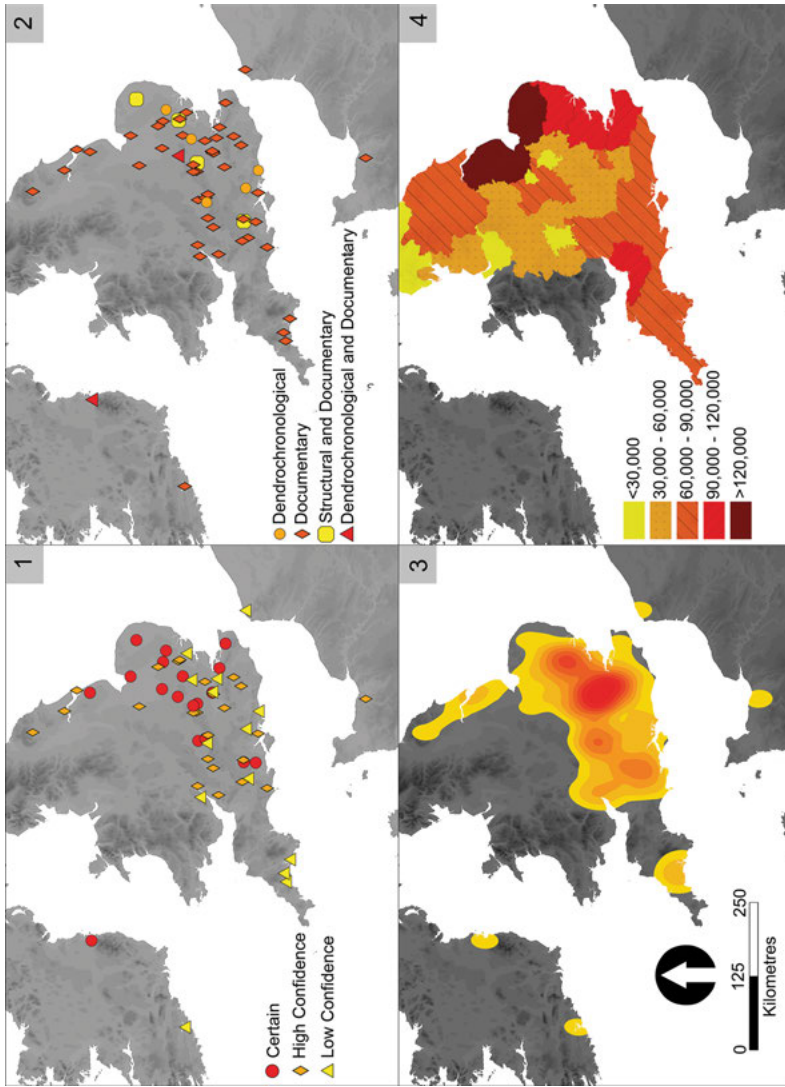 1
Certain
High Confidence
Low Confidence
2
Dendrochronological
Documentary
Structural and Documentary
Dendrochronological and Documentary
3
0 125 250
Kilometres
4
<30,000
30,000 - 60,000
60,000 - 90,000
90,000 - 120,000
>120,000